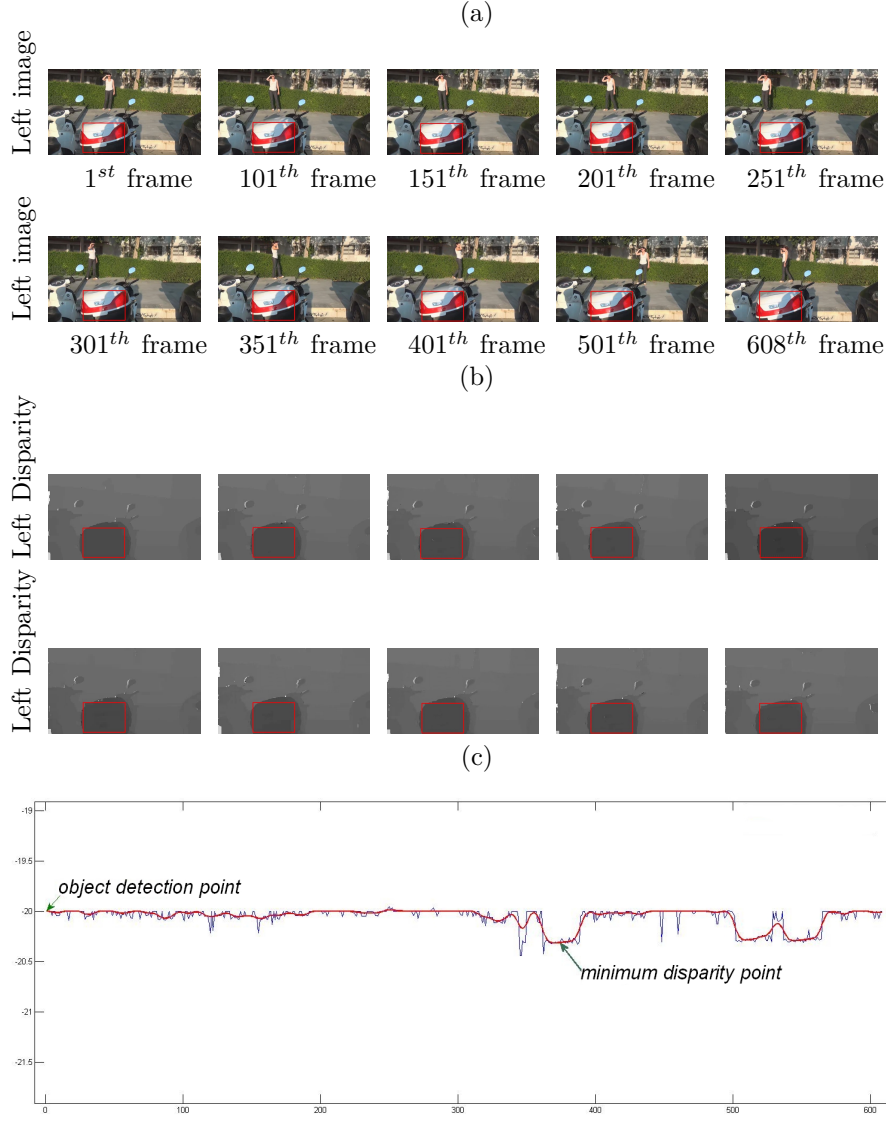 (a)
Left image
1st frame 101th frame 151th frame 201th frame 251th frame
Left image
301th frame 351th frame 401th frame 501th frame 608th frame
(b)
Left Disparity
Left Disparity
(c)
-19
-19.5
object detection point
-20
-20.5
minimum disparity point
-21
-21.5
0 100 200 300 400 500 600